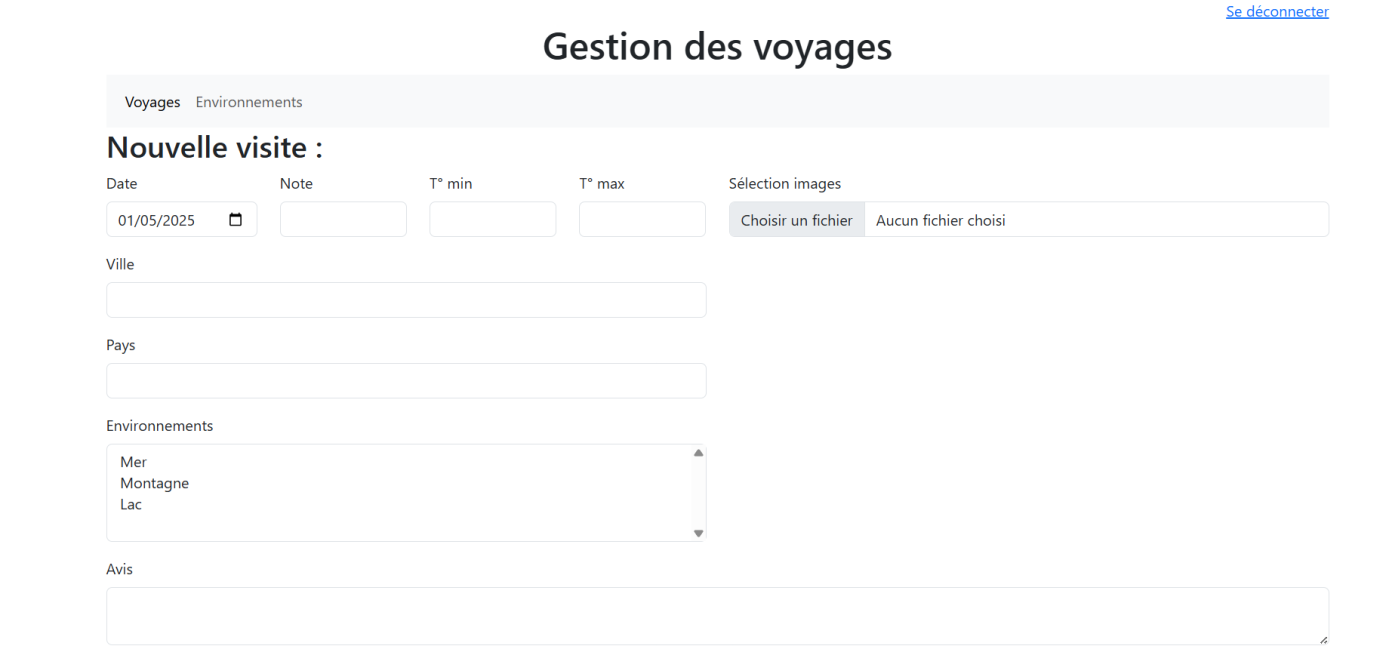 Se déconnecter
Gestion des voyages
Voyages Environnements
Nouvelle visite :
Date Note T° min T° max Sélection images
01/05/2025 Choisir un fichier Aucun fichier choisi
Ville
Pays
Environnements
Mer
Montagne
Lac
Avis